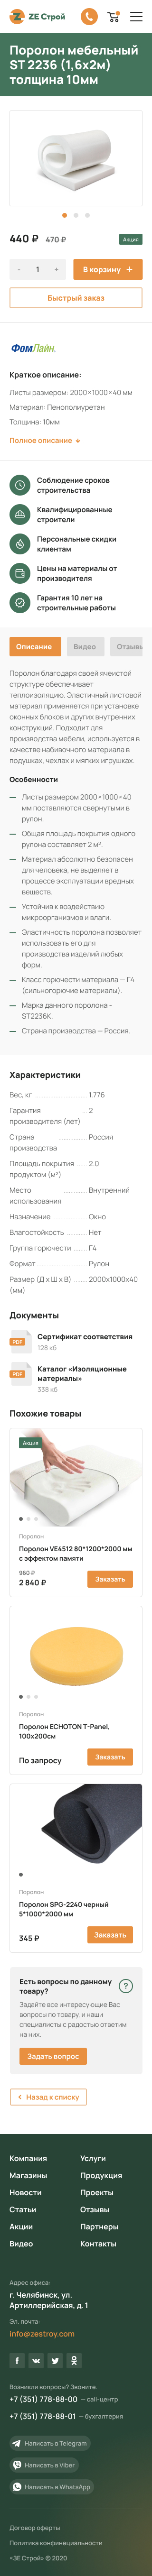 ZE Строй
Поролон мебельный
ST 2236 (1,6x2м)
толщина 10мм
440 ₽ 470 ₽ Акция
- 1 + В корзину +
Быстрый заказ
ФомЛайн.
Краткое описание:
Листы размером: 2000×1000×40 мм
Материал: Пенополиуретан
Толщина: 10мм
Полное описание
Соблюдение сроков
строительства
Квалифицированные
строители
Персональные скидки
клиентам
Цены на материалы от
производителя
Гарантия 10 лет на
строительные работы
Описание Видео Отзывы
Поролон благодаря своей ячеистой
структуре обеспечивает
теплоизоляцию. Эластичный листовой
материал применяется при установке
оконных блоков и других внутренних
конструкций. Подходит для
производства мебели, используется в
качестве набивочного материала в
подушках, чехлах и мягких игрушках.
Особенности
Листы размером 2000×1000×40
мм поставляются свернутыми в
рулон.
Общая площадь покрытия одного
рулона составляет 2 м².
Материал абсолютно безопасен
для человека, не выделяет в
процессе эксплуатации вредных
веществ.
Устойчив к воздействию
микроорганизмов и влаги.
Эластичность поролона позволяет
использовать его для
производства изделий любых
форм.
Класс горючести материала — Г4
(сильногорючие материалы).
Марка данного поролона -
ST2236K.
Страна производства — Россия.
Характеристики
Вес, кг 1.776
Гарантия 2
производителя (лет)
Страна Россия
производства
Площадь покрытия 2.0
продуктом (м²)
Место Внутренний
использования
Назначение Окно
Влагостойкость Нет
Группа горючести Г4
Формат Рулон
Размер (Д х Ш х В) 2000x1000x40
(мм)
Документы
PDF Сертификат соответствия
128 кб
PDF Каталог «Изоляционные
материалы»
338 кб
Похожие товары
Акция
Поролон
Поролон VE4512 80*1200*2000 мм
с эффектом памяти
960 ₽
2 840 ₽ Заказать
Поролон
Поролон ECHOTON T-Panel,
100x200см
По запросу Заказать
Поролон
Поролон SPG-2240 черный
5*1000*2000 мм
345 ₽ Заказать
Есть вопросы по данному
товару? ?
Задайте все интересующие Вас
вопросы по товару, и наши
специалисты с радостью ответим
на них.
Задать вопрос
Назад к списку
Компания Услуги
Магазины Продукция
Новости Проекты
Статьи Отзывы
Акции Партнеры
Видео Контакты
Адрес офиса:
г. Челябинск, ул.
Артиллерийская, д. 1
Эл. почта:
info@zestroy.com
Возникли вопросы? Звоните.
+7 (351) 778-88-00 — call-центр
+7 (351) 778-88-01 — бухгалтерия
Написать в Telegram
Написать в Viber
Написать в WhatsApp
Договор оферты
Политика конфинециальности
«ЗЕ Строй» © 2020